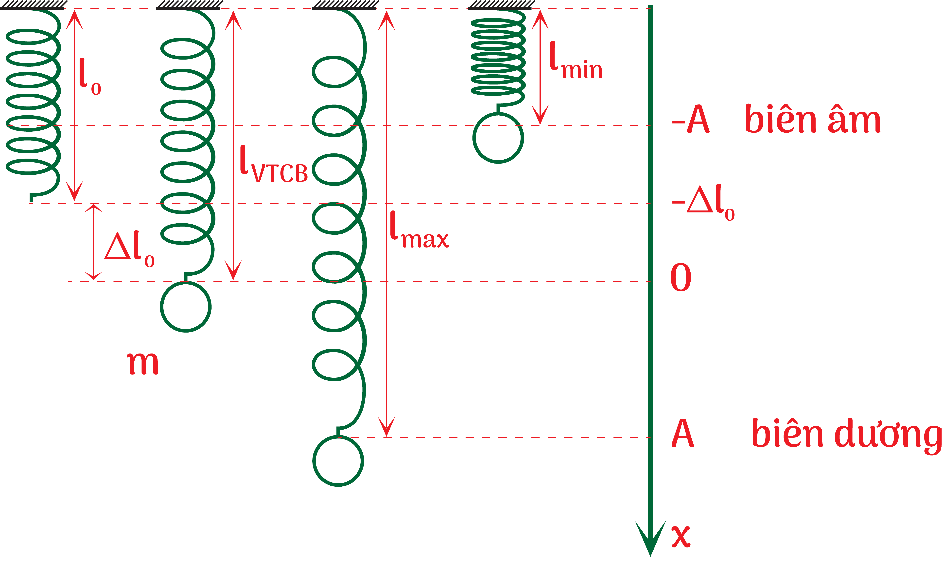 lo
lmin
-A biên âm
lVTCB
-Δlo
lmax
Δlo
0
m
A biên dương
x